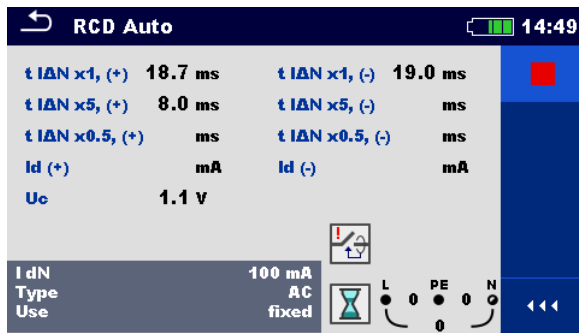 RCD Auto 14:49
t IΔN x1, (+) 18.7 ms t IΔN x1, (-) 19.0 ms
t IΔN x5, (+) 8.0 ms t IΔN x5, (-) ms
t IΔN x0.5, (+) ms t IΔN x0.5, (-) ms
Id (+) mA Id (-) mA
Uc 1.1 V
!
I dN 100 mA
Type AC
Use fixed
L PE N
0 0
0